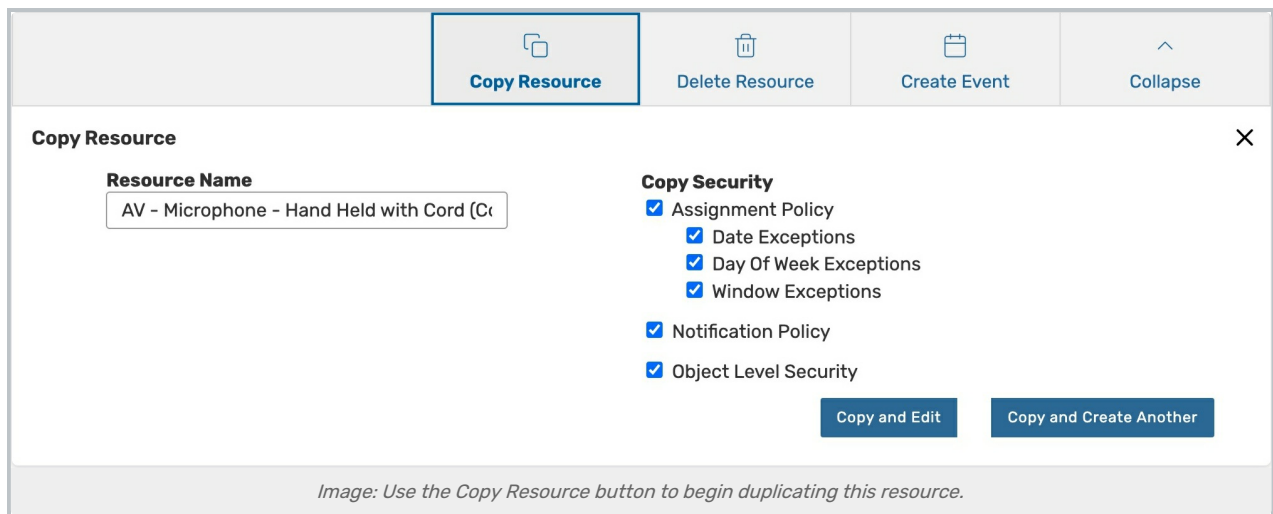 Copy Resource
Delete Resource
Create Event
Collapse
Copy Resource
Resource Name
AV - Microphone - Hand Held with Cord (Co
Copy Security
Assignment Policy
Date Exceptions
Day Of Week Exceptions
Window Exceptions
Notification Policy
Object Level Security
Copy and Edit
Copy and Create Another
Image: Use the Copy Resource button to begin duplicating this resource.